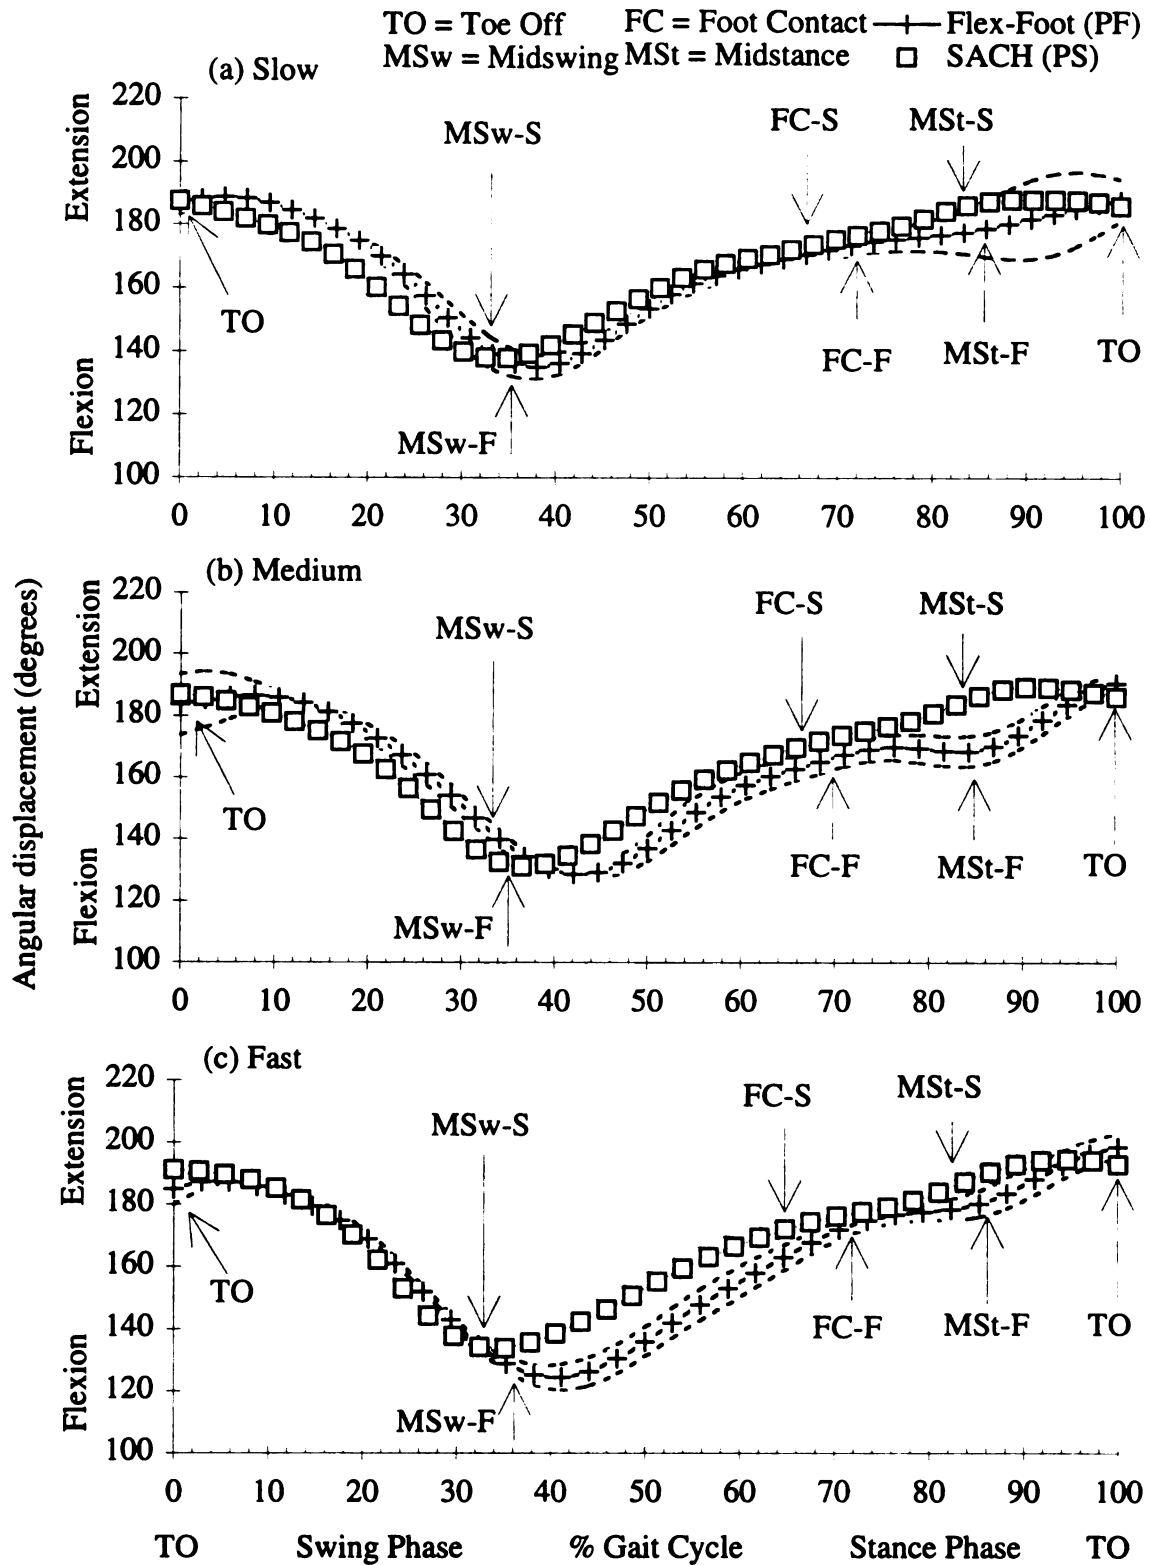 TO = Toe Off FC = Foot Contact Flex-Foot (PF)
MSw = Midswing MSt = Midstance SACH (PS)
(a) Slow
220
200
180
160
140
120
100
Extension
Flexion
MSw-S
FC-S
MSt-S
TO
MSw-F
FC-F
MSt-F
TO
0 10 20 30 40 50 60 70 80 90 100
(b) Medium
Angular displacement (degrees)
220
200
180
160
140
120
100
Extension
Flexion
MSw-S
FC-S
MSt-S
TO
MSw-F
FC-F
MSt-F
TO
0 10 20 30 40 50 60 70 80 90 100
(c) Fast
220
200
180
160
140
120
100
Extension
Flexion
MSw-S
FC-S
MSt-S
TO
MSw-F
FC-F
MSt-F
TO
0 10 20 30 40 50 60 70 80 90 100
TO Swing Phase % Gait Cycle Stance Phase TO